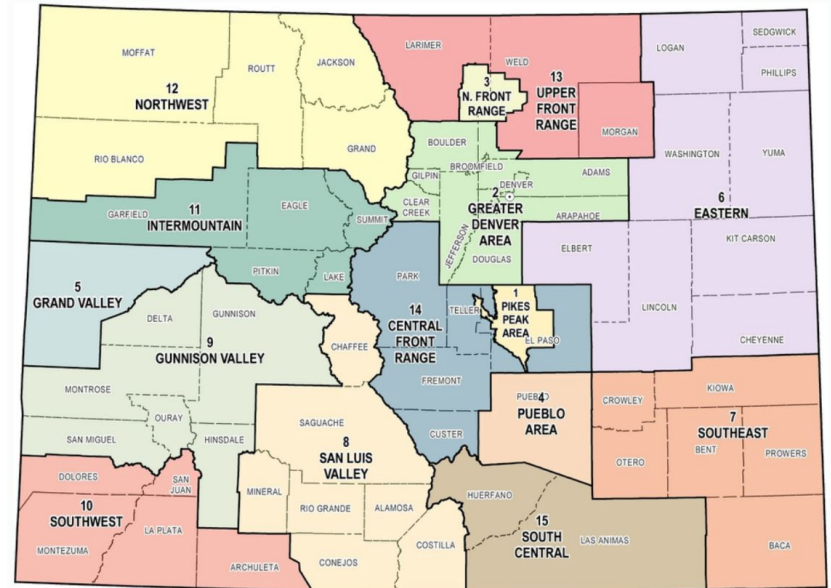 MOFFAT
ROUTT
JACKSON
LARIMER
WELD
LOGAN
SEDGWICK
PHILLIPS
12
NORTHWEST
3
N. FRONT
RANGE
13
UPPER
FRONT
RANGE
MORGAN
RIO BLANCO
GRAND
BOULDER
BROOMFIELD
GILPIN
ADAMS
DENVER
WASHINGTON
YUMA
CLEAR
CREEK
2
GREATER
DENVER
AREA
ARAPAHOE
JEFFERSON
DOUGLAS
6
EASTERN
GARFIELD
11
INTERMOUNTAIN
EAGLE
SUMMIT
ELBERT
KIT CARSON
PITKIN
LAKE
PARK
5
GRAND VALLEY
DELTA
GUNNISON
9
GUNNISON VALLEY
CHAFFEE
14
CENTRAL
FRONT
RANGE
TELLER
1
PIKES
PEAK
AREA
EL PASO
LINCOLN
CHEYENNE
MONTROSE
OURAY
SAN MIGUEL
HINSDALE
FREMONT
CUSTER
PUEBLO
4
PUEBLO
AREA
CROWLEY
KIOWA
7
SOUTHEAST
OTERO
BENT
PROWERS
SAGUACHE
8
SAN LUIS
VALLEY
DOLORES
SAN
JUAN
MINERAL
RIO GRANDE
ALAMOSA
HUERFANO
10
SOUTHWEST
LA PLATA
MONTEZUMA
ARCHULETA
CONEJOS
COSTILLA
15
SOUTH
CENTRAL
LAS ANIMAS
BACA